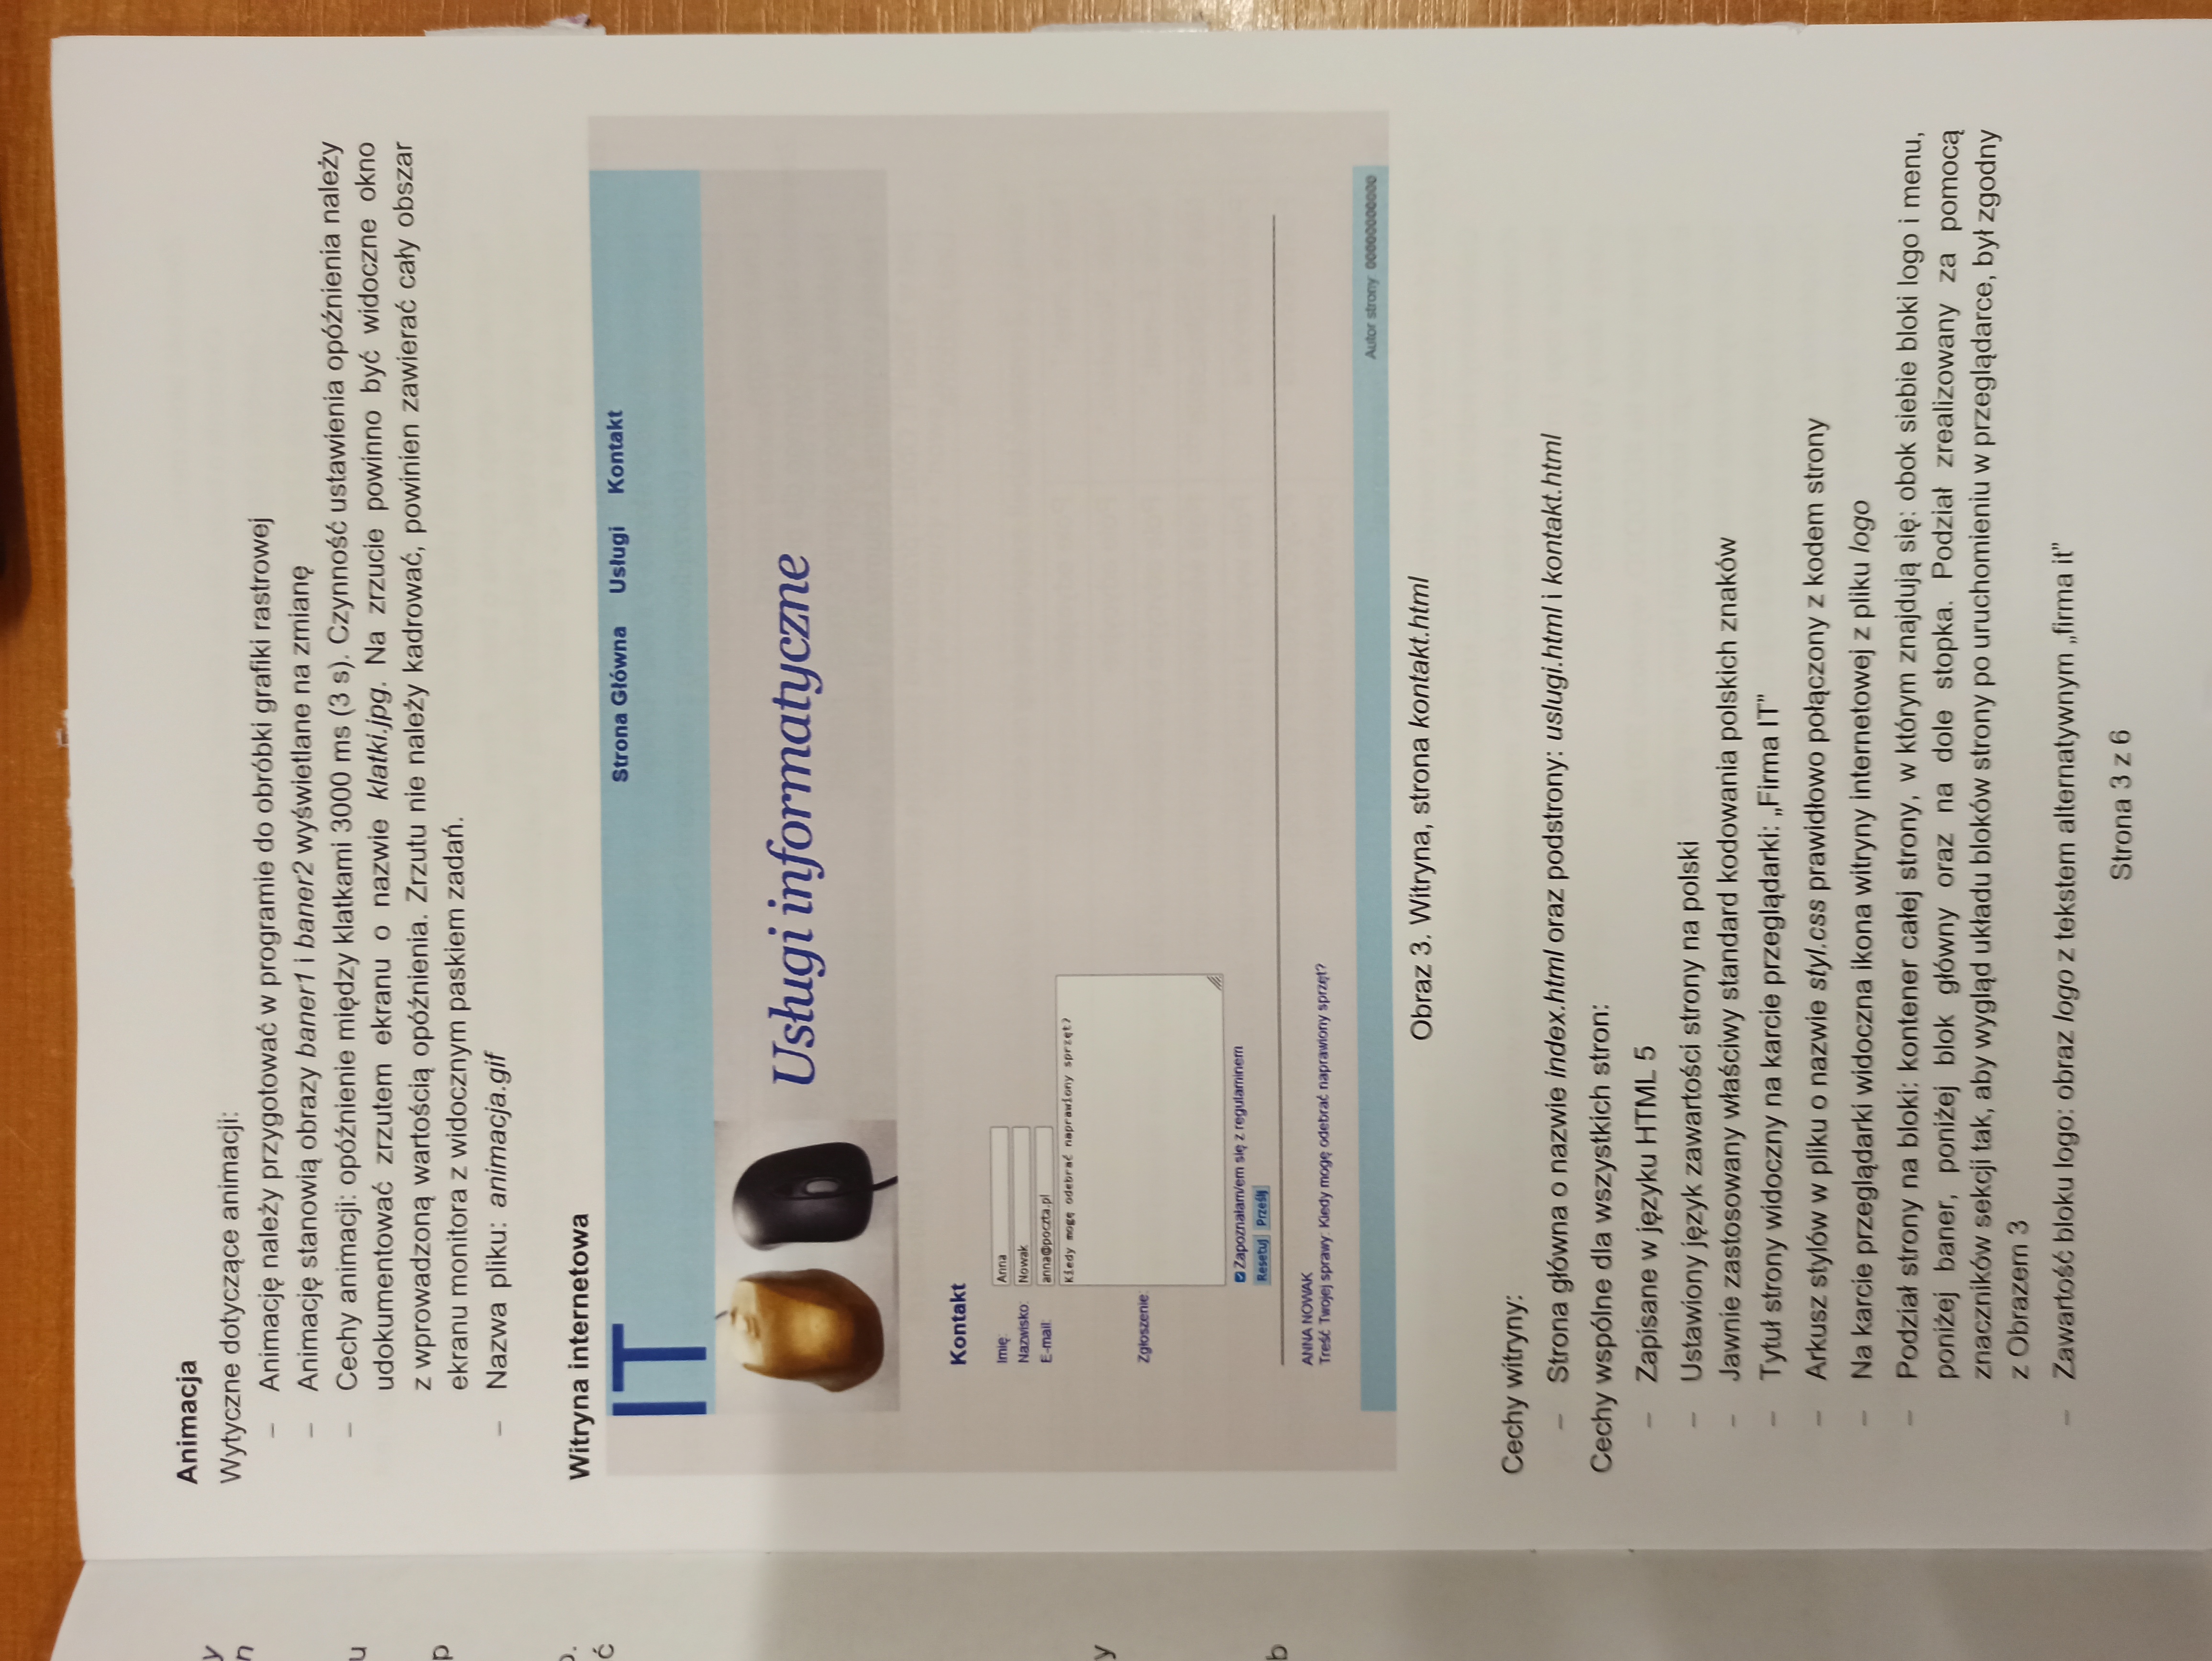 Animacja
Wytyczne dotyczące animacji:
– Animację należy przygotować w programie do obróbki grafiki rastrowej
– Animację stanowią obrazy baner1 i baner2 wyświetlane na zmianę
– Cechy animacji: opóźnienie między klatkami 3000 ms (3 s). Czynność ustawienia opóźnienia należy
udokumentować zrzutem ekranu o nazwie klatki.jpg. Na zrzucie powinno być widoczne okno
z wprowadzoną wartością opóźnienia. Zrzutu nie należy kadrować, powinien zawierać cały obszar
ekranu monitora z widocznym paskiem zadań.
– Nazwa pliku: animacja.gif
Witryna internetowa
IT
Strona Główna Usługi Kontakt
Usługi informatyczne
Kontakt
Imię: Anna
Nazwisko: Nowak
E-mail: anna@poczta.pl
Kiedy mogę odebrać naprawiony sprzęt?
Zgłoszenie:
Zapoznałam/em się z regulaminem
Resetuj Prześlij
ANNA NOWAK
Treść Twojej sprawy: Kiedy mogę odebrać naprawiony sprzęt?
Autor strony: 00000000000
Obraz 3. Witryna, strona kontakt.html
Cechy witryny:
– Strona główna o nazwie index.html oraz podstrony: uslugi.html i kontakt.html
Cechy wspólne dla wszystkich stron:
– Zapisane w języku HTML 5
– Ustawiony język zawartości strony na polski
– Jawnie zastosowany właściwy standard kodowania polskich znaków
– Tytuł strony widoczny na karcie przeglądarki: „Firma IT”
– Arkusz stylów w pliku o nazwie styl.css prawidłowo połączony z kodem strony
– Na karcie przeglądarki widoczna ikona witryny internetowej z pliku logo
– Podział strony na bloki: kontener całej strony, w którym znajdują się: obok siebie bloki logo i menu,
poniżej baner, poniżej blok główny oraz na dole stopka. Podział zrealizowany za pomocą
znaczników sekcji tak, aby wygląd układu bloków strony po uruchomieniu w przeglądarce, był zgodny
z Obrazem 3
– Zawartość bloku logo: obraz logo z tekstem alternatywnym „firma it”
Strona 3 z 6